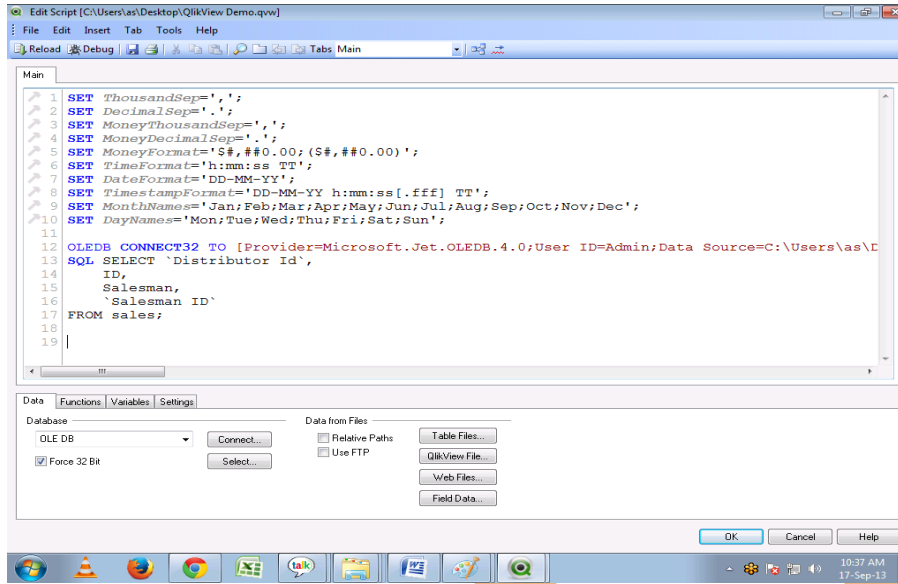 Edit Script [C:\Users\as\Desktop\QlikView Demo.qvw]
File Edit Insert Tab Tools Help
Reload Debug Tabs Main
Main
1 SET ThousandSep=',';
2 SET DecimalSep='.';
3 SET MoneyThousandSep=',';
4 SET MoneyDecimalSep='.';
5 SET MoneyFormat='$#,##0.00;($#,##0.00)';
6 SET TimeFormat='h:mm:ss TT';
7 SET DateFormat='DD-MM-YY';
8 SET TimestampFormat='DD-MM-YY h:mm:ss[.fff] TT';
9 SET MonthNames='Jan;Feb;Mar;Apr;May;Jun;Jul;Aug;Sep;Oct;Nov;Dec';
10 SET DayNames='Mon;Tue;Wed;Thu;Fri;Sat;Sun';
11
12 OLEDB CONNECT32 TO [Provider=Microsoft.Jet.OLEDB.4.0;User ID=Admin;Data Source=C:\Users\as\D
13 SQL SELECT `Distributor Id`,
14 ID,
15 Salesman,
16 `Salesman ID`
17 FROM sales;
18
19
Data Functions Variables Settings
Database Data from Files
OLE DB Connect... Relative Paths Table Files...
Force 32 Bit Select... Use FTP QlikView File...
Web Files...
Field Data...
OK Cancel Help
talk
10:37 AM
17-Sep-13